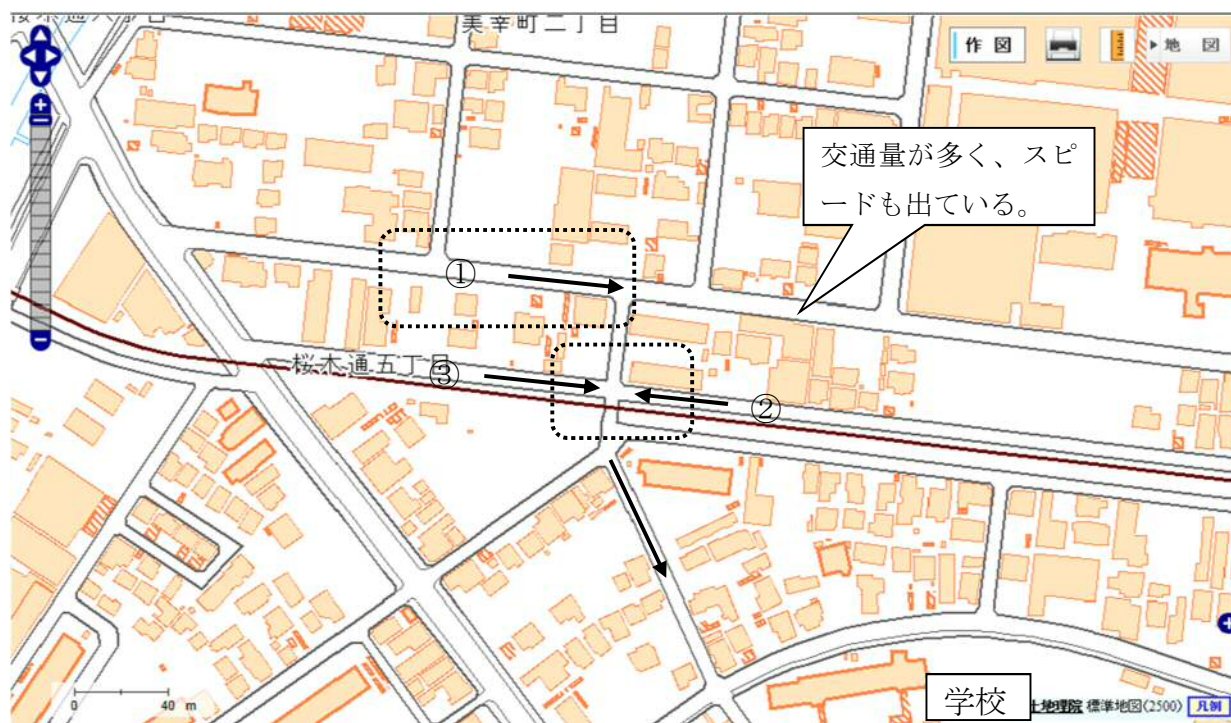 美幸町二丁目
作 図
▶ 地 図
交通量が多く、スピ
ードも出ている。
①
桜木通五丁目
③
②
0 40 m
学校
土地理院 標準地図(2500) 凡例